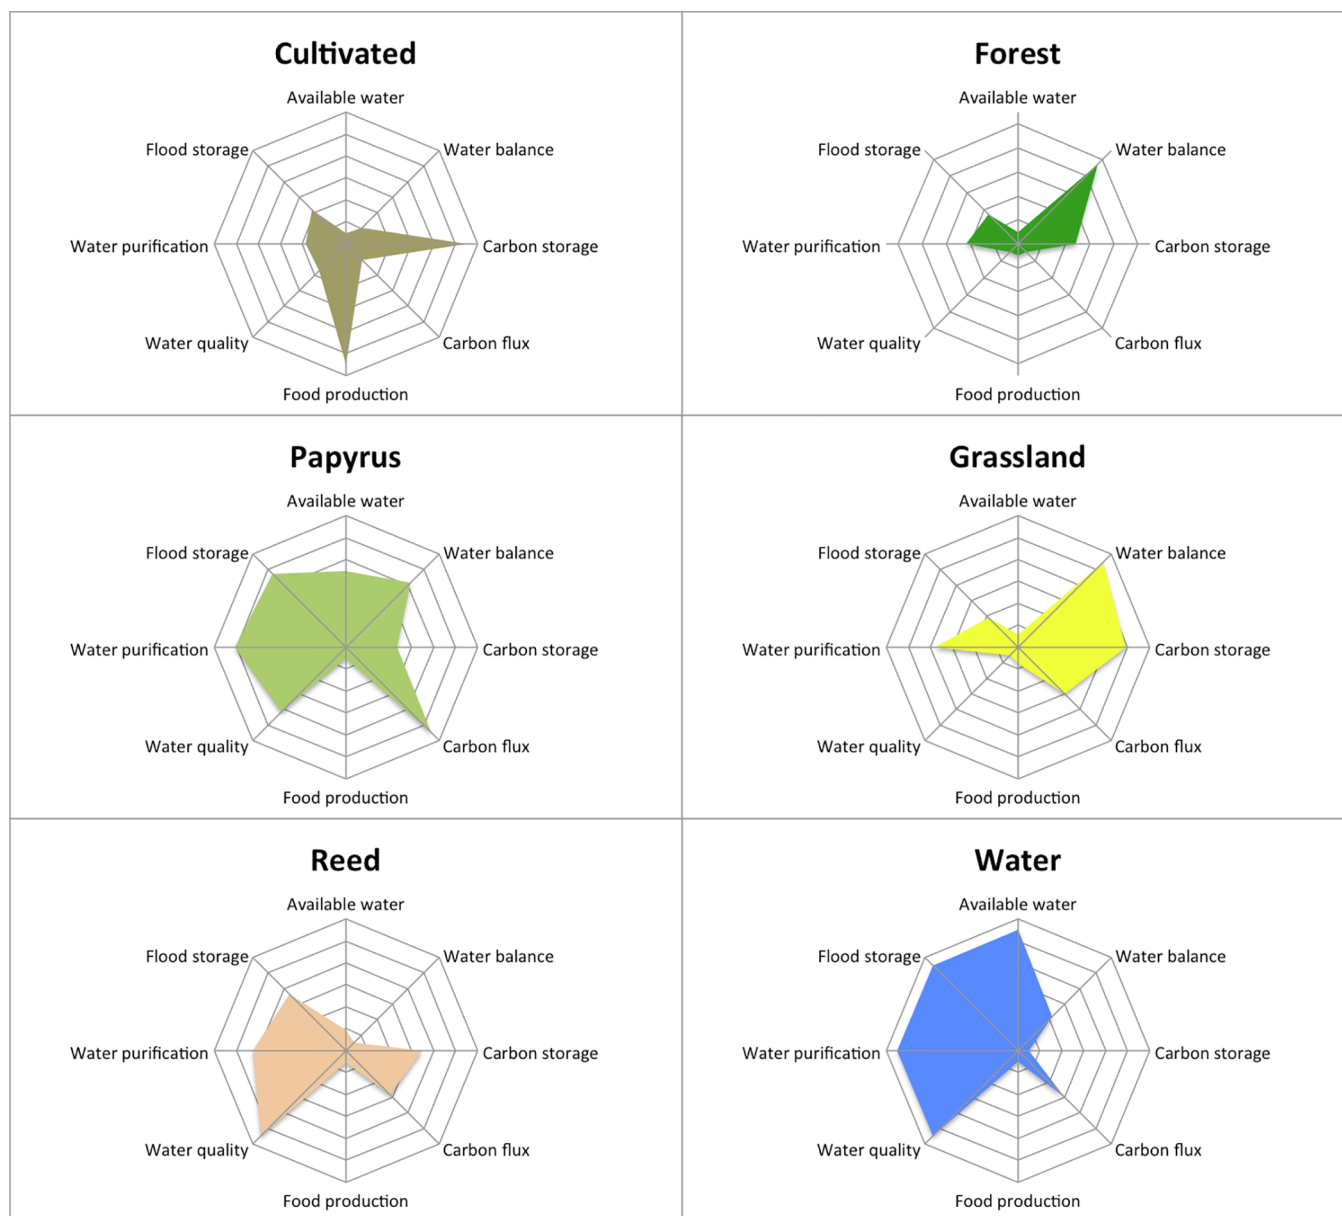 Cultivated
Available water
Flood storage
Water balance
Water purification
Carbon storage
Water quality
Carbon flux
Food production
Forest
Available water
Flood storage
Water balance
Water purification
Carbon storage
Water quality
Carbon flux
Food production
Papyrus
Available water
Flood storage
Water balance
Water purification
Carbon storage
Water quality
Carbon flux
Food production
Grassland
Available water
Flood storage
Water balance
Water purification
Carbon storage
Water quality
Carbon flux
Food production
Reed
Available water
Flood storage
Water balance
Water purification
Carbon storage
Water quality
Carbon flux
Food production
Water
Available water
Flood storage
Water balance
Water purification
Carbon storage
Water quality
Carbon flux
Food production